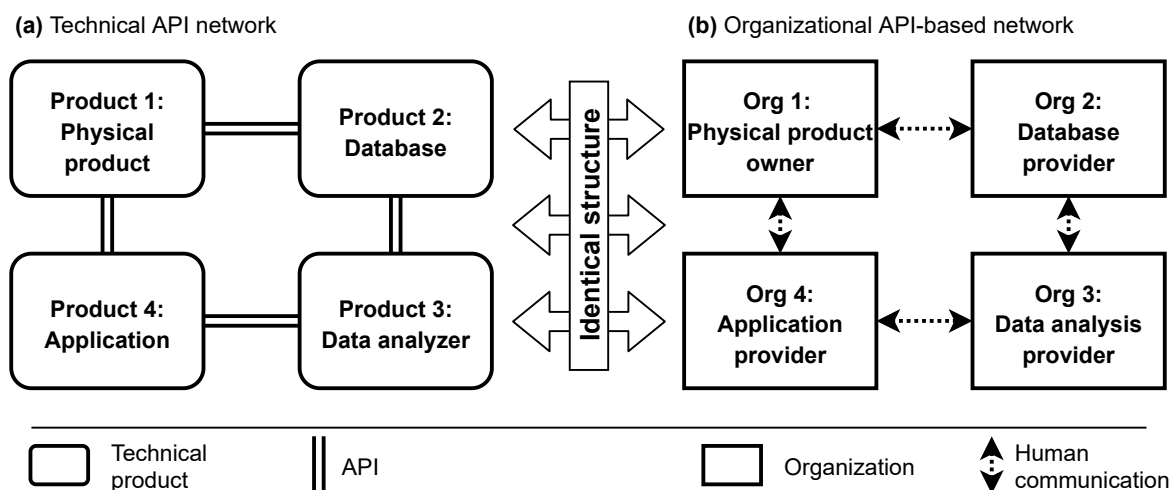 (a) Technical API network
Product 1:
Physical
product
Product 2:
Database
Product 4:
Application
Product 3:
Data analyzer
Identical structure
(b) Organizational API-based network
Org 1:
Physical product
owner
Org 2:
Database
provider
Org 4:
Application
provider
Org 3:
Data analysis
provider
Technical
product
API
Organization
Human
communication